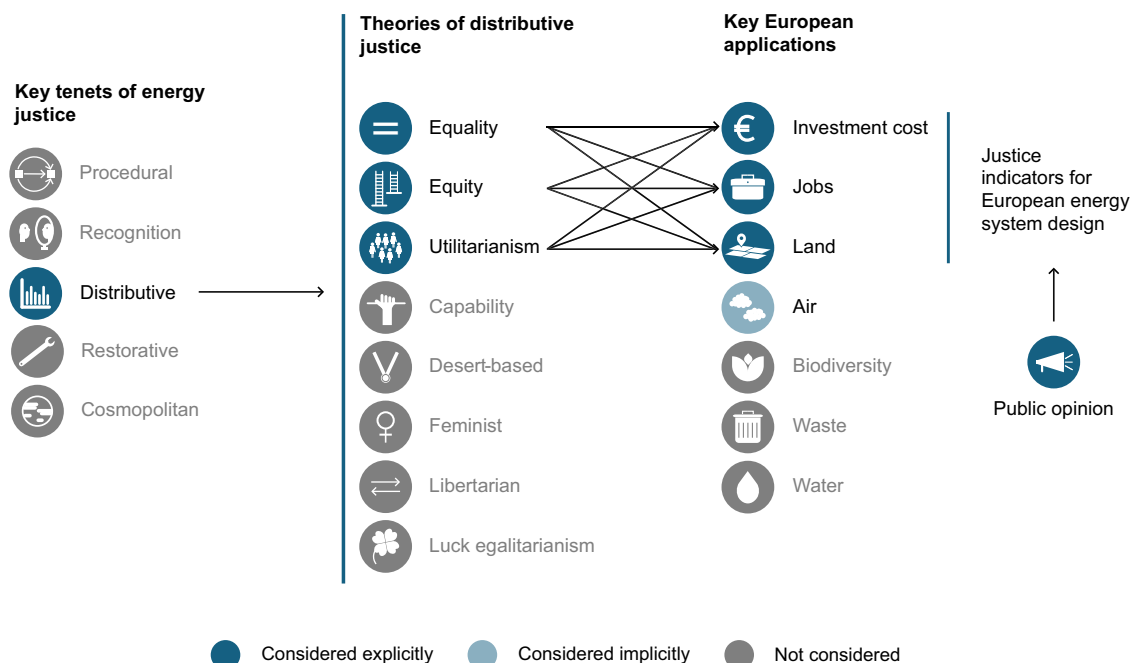 Key tenets of energy
justice
Procedural
Recognition
Distributive
Restorative
Cosmopolitan
Theories of distributive
justice
Equality
Equity
Utilitarianism
Capability
Desert-based
Feminist
Libertarian
Luck egalitarianism
Key European
applications
€
Investment cost
Jobs
Land
Air
Biodiversity
Waste
Water
Justice
indicators for
European energy
system design
Public opinion
Considered explicitly
Considered implicitly
Not considered